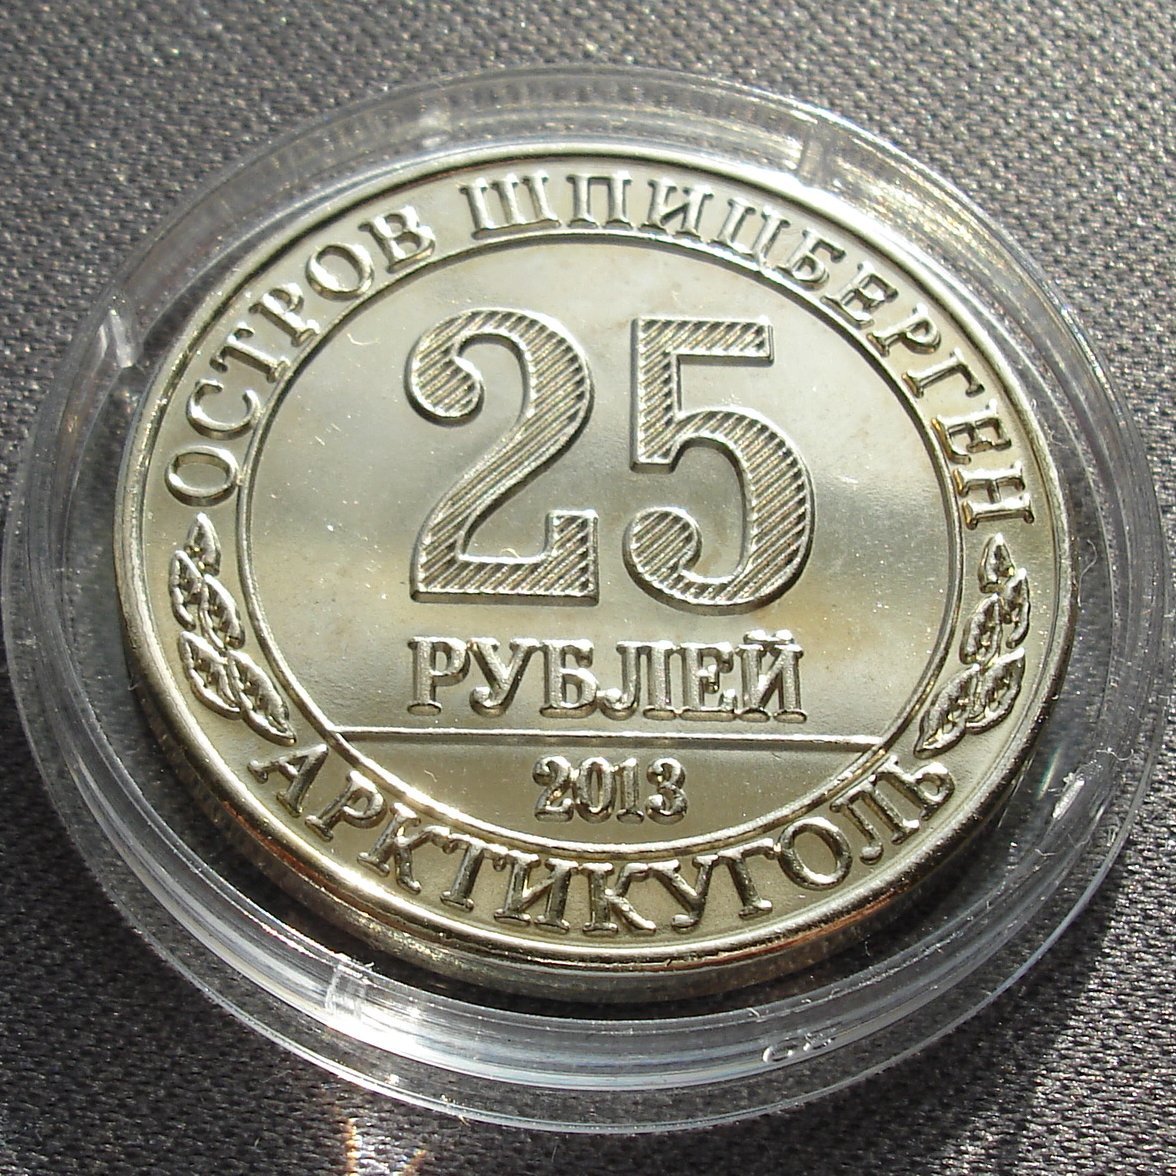 ОСТРОВ ШПИЦБЕРГЕН
25
РУБЛЕЙ
2013
АРКТИКУГОЛЬ